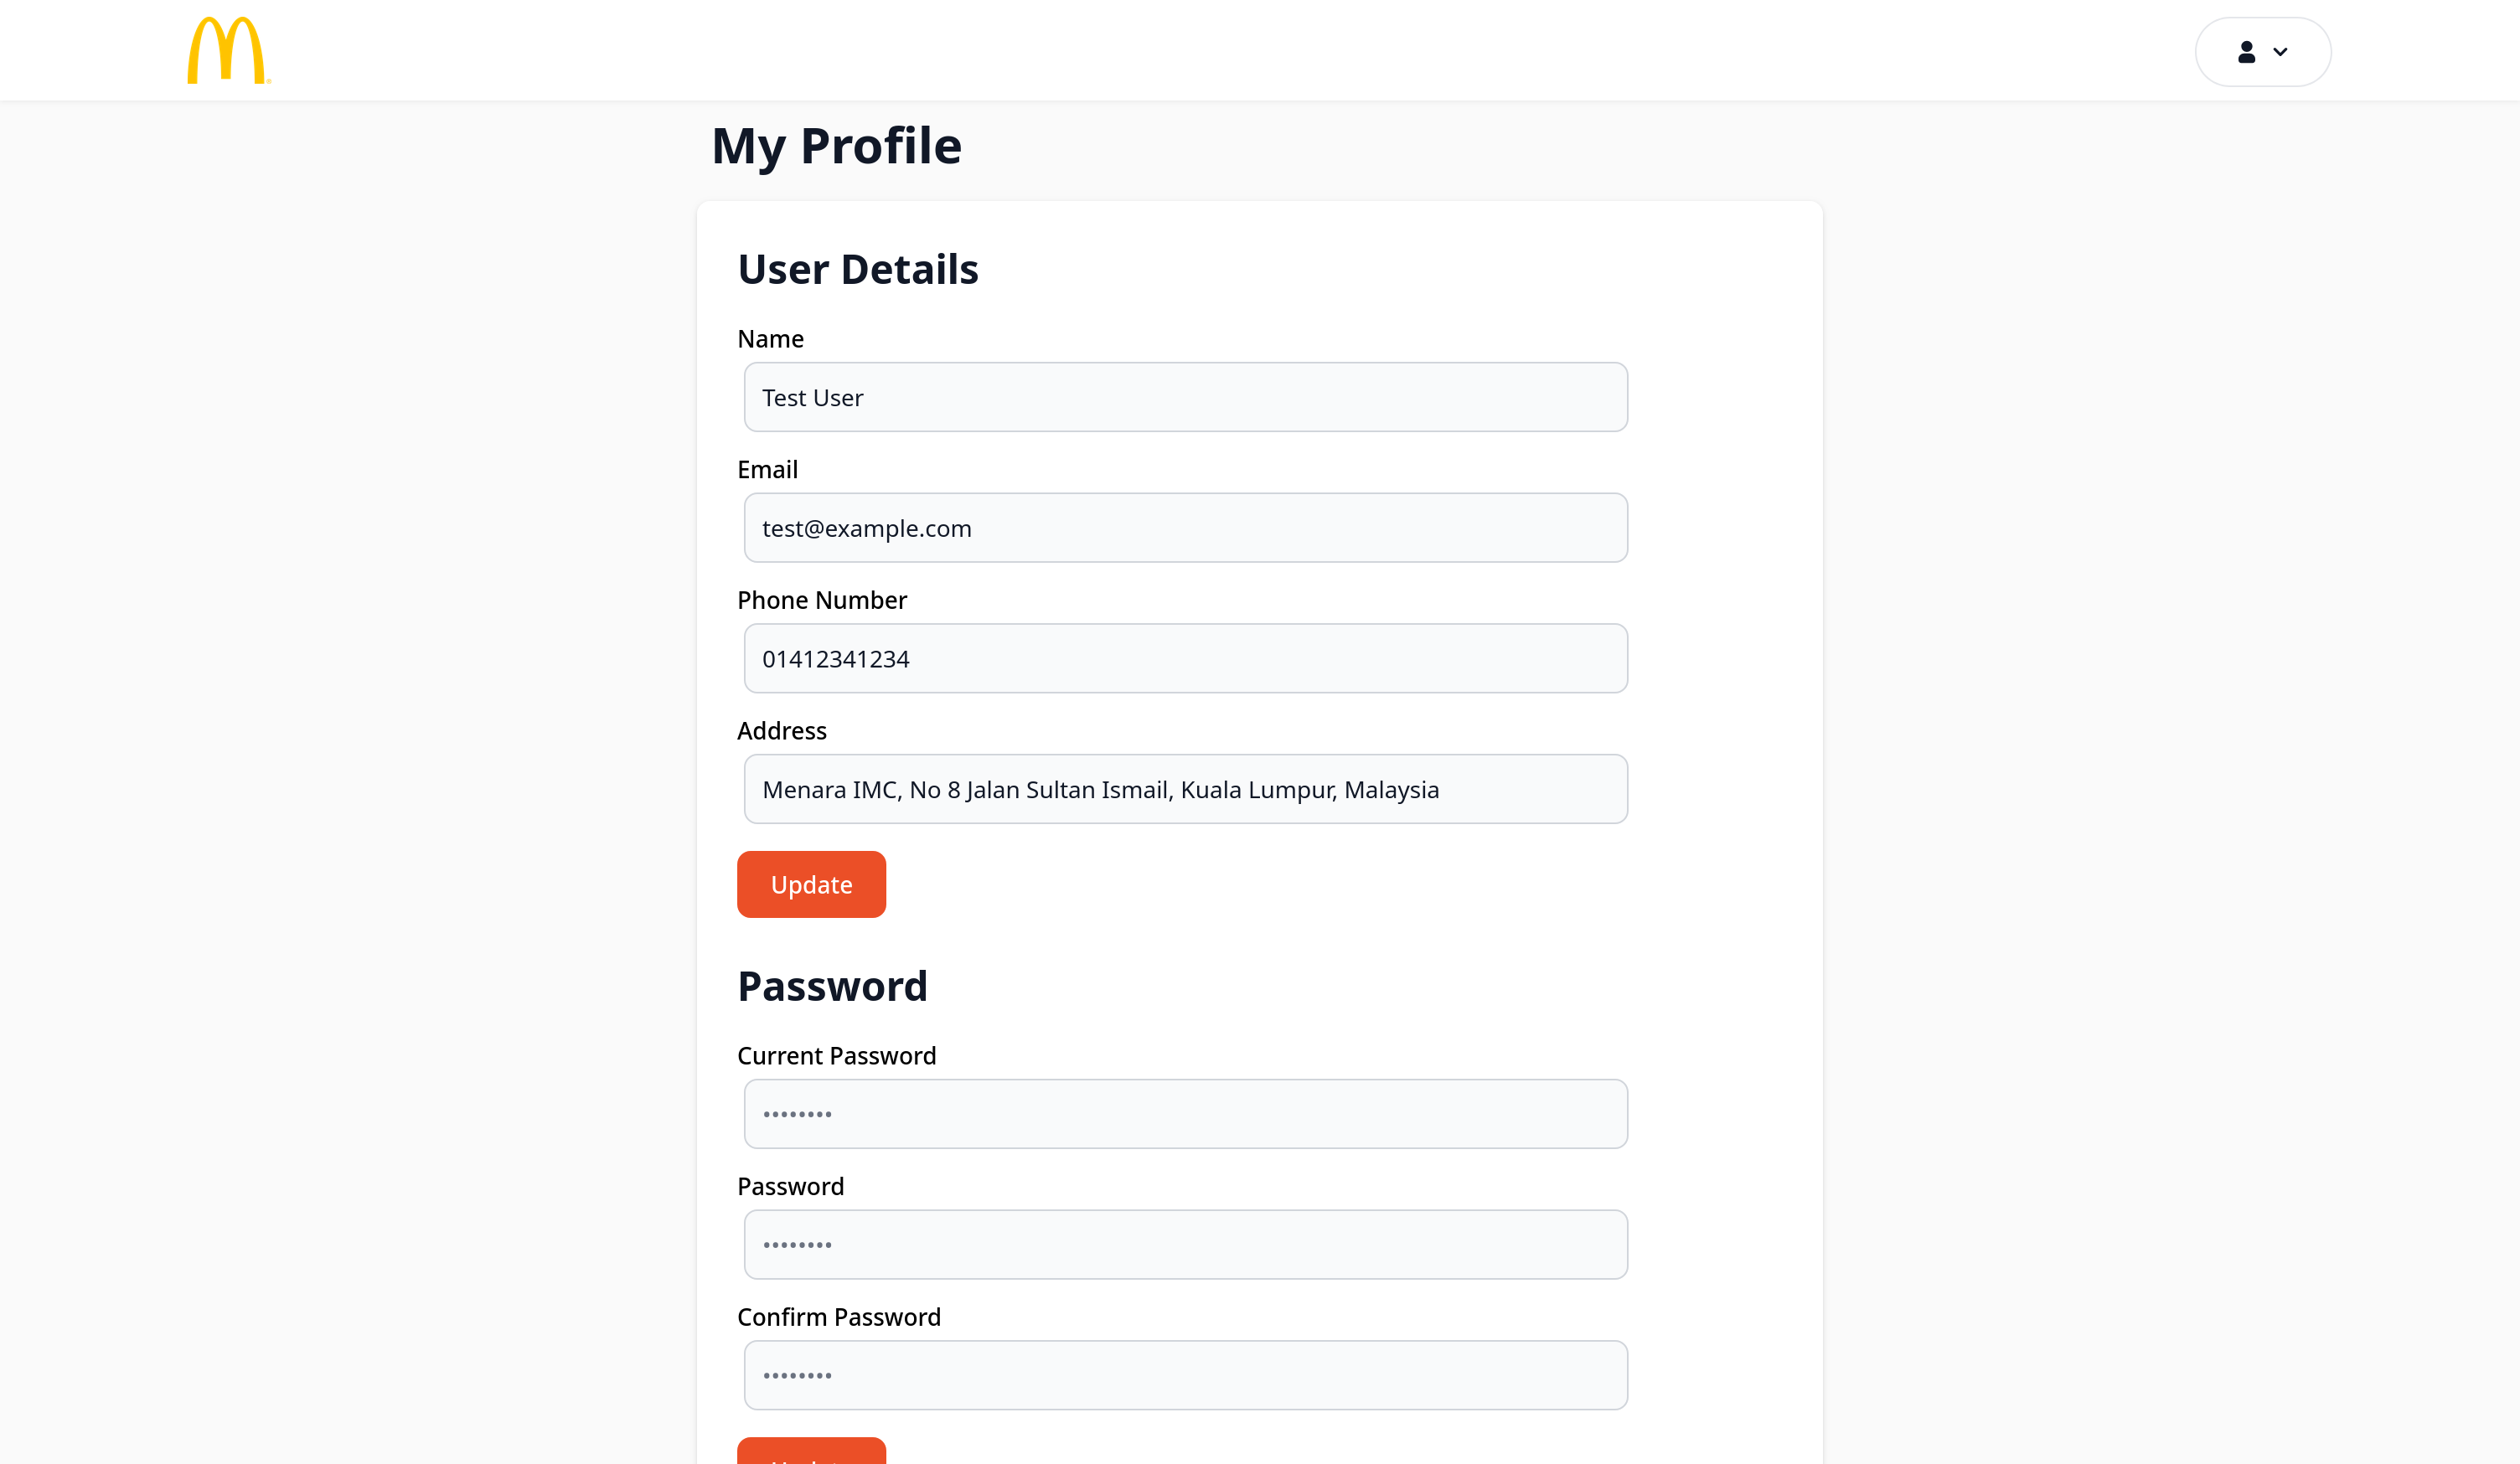 My Profile
User Details
Name
Test User
Email
test@example.com
Phone Number
01412341234
Address
Menara IMC, No 8 Jalan Sultan Ismail, Kuala Lumpur, Malaysia
Update
Password
Current Password
••••••••
Password
••••••••
Confirm Password
••••••••